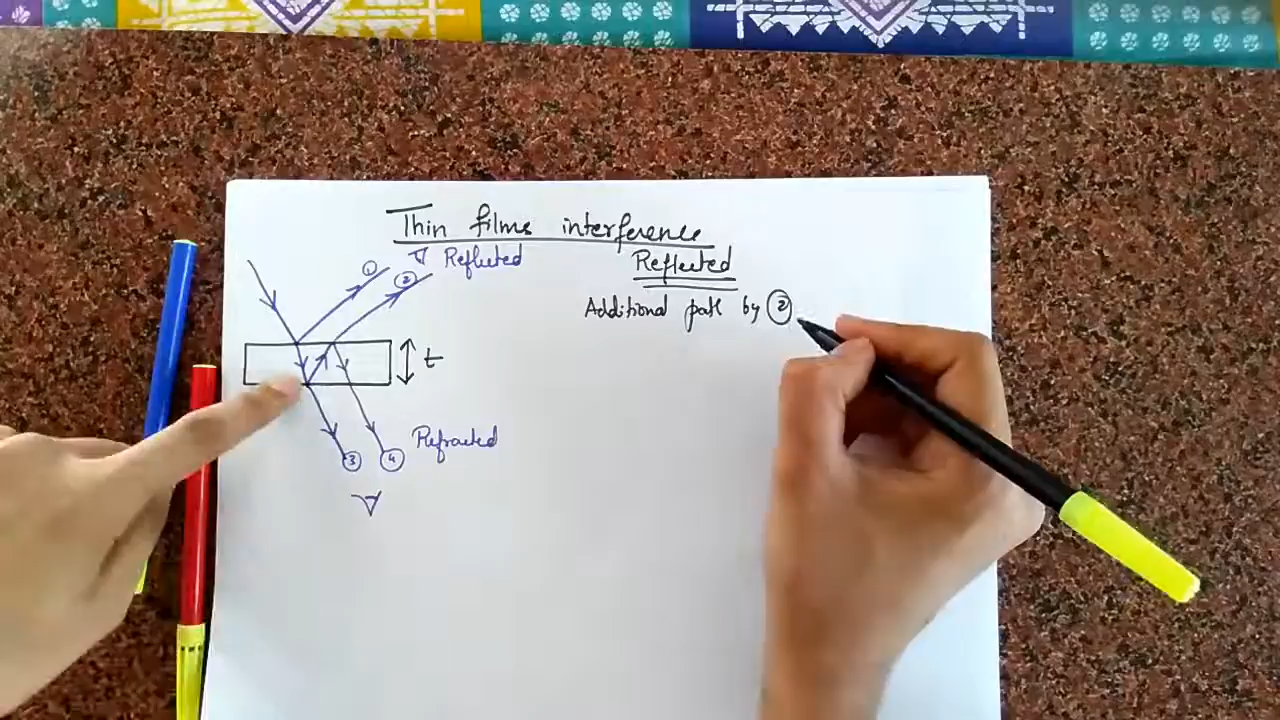 Thin films interference
Reflected
① ② Reflected
Additional path by ②
t
Refracted
③ ④